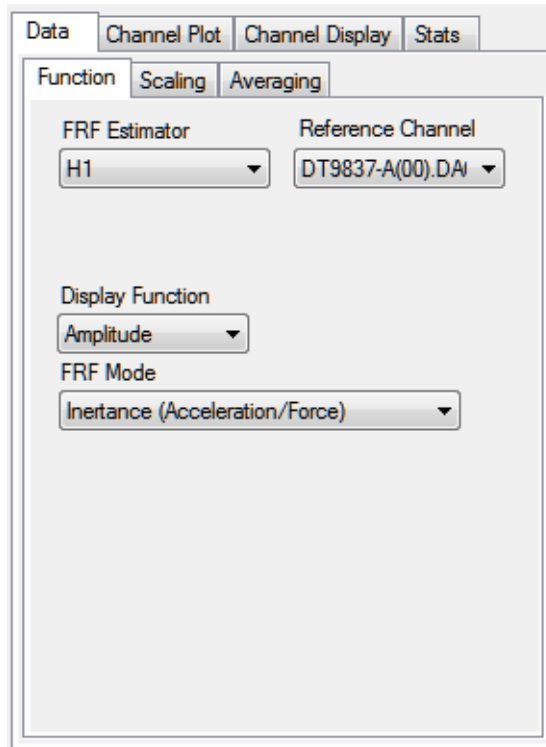 Data Channel Plot Channel Display Stats
Function Scaling Averaging
FRF Estimator Reference Channel
H1 DT9837-A(00).DA
Display Function
Amplitude
FRF Mode
Inertance (Acceleration/Force)